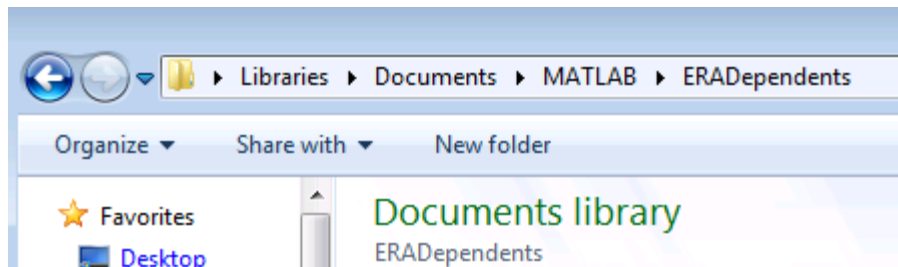 Libraries Documents MATLAB ERADependents
Organize Share with New folder
Favorites
Desktop
Documents library
ERADependents